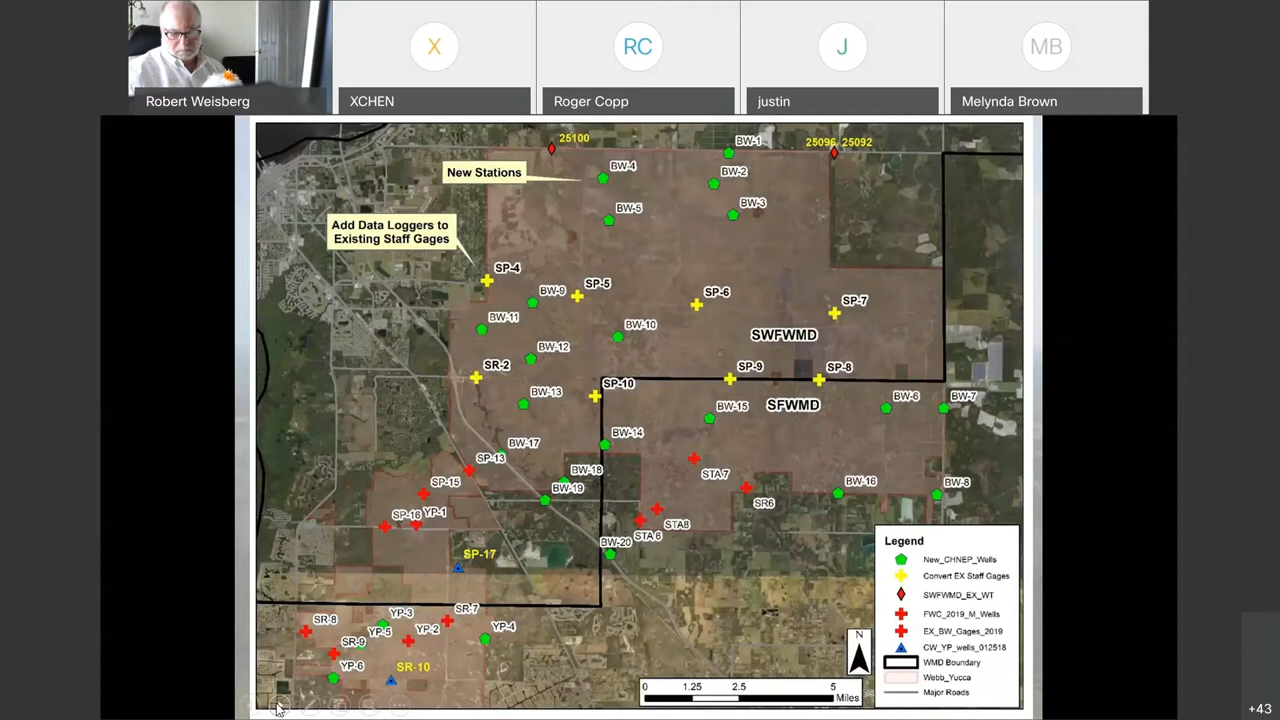 X
RC
J
MB
Robert Weisberg
XCHEN
Roger Copp
justin
Melynda Brown
25100
BW-1
25096 25092
New Stations
BW-4
BW-2
BW-5
BW-3
Add Data Loggers to
Existing Staff Gages
SP-4
SP-5
BW-9
SP-6
SP-7
BW-11
BW-10
SWFWMD
BW-12
SR-2
SP-9
SP-8
SP-10
BW-13
BW-15
SFWMD
BW-6
BW-7
BW-14
BW-17
SP-13
BW-18
STA7
SP-15
BW-19
SR6
BW-16
BW-8
SP-16
YP-1
STA8
STA 6
BW-20
SP-17
SR-8
YP-3
SR-7
YP-5
YP-2
YP-4
SR-9
YP-6
SR-10
Legend
New_CHNEP_Wells
Convert EX Staff Gages
SWFWMD_EX_WT
FWC_2019_M_Wells
EX_BW_Gages_2019
CW_YP_wells_012518
WMD Boundary
Webb_Yucca
Major Roads
N
0 1.25 2.5 5
Miles
+43